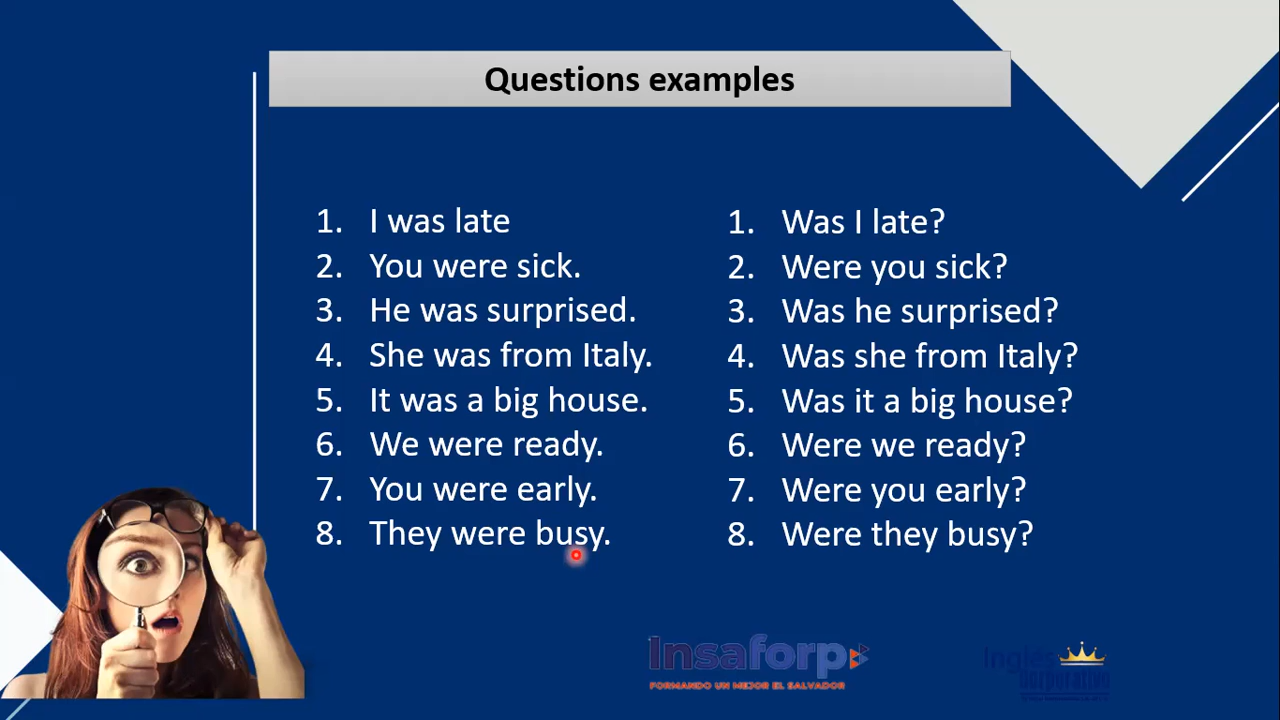 Questions examples
1. I was late
2. You were sick.
3. He was surprised.
4. She was from Italy.
5. It was a big house.
6. We were ready.
7. You were early.
8. They were busy.
1. Was I late?
2. Were you sick?
3. Was he surprised?
4. Was she from Italy?
5. Was it a big house?
6. Were we ready?
7. Were you early?
8. Were they busy?
Insaforp
FORMANDO UN MEJOR EL SALVADOR
Ingles
Corporativo